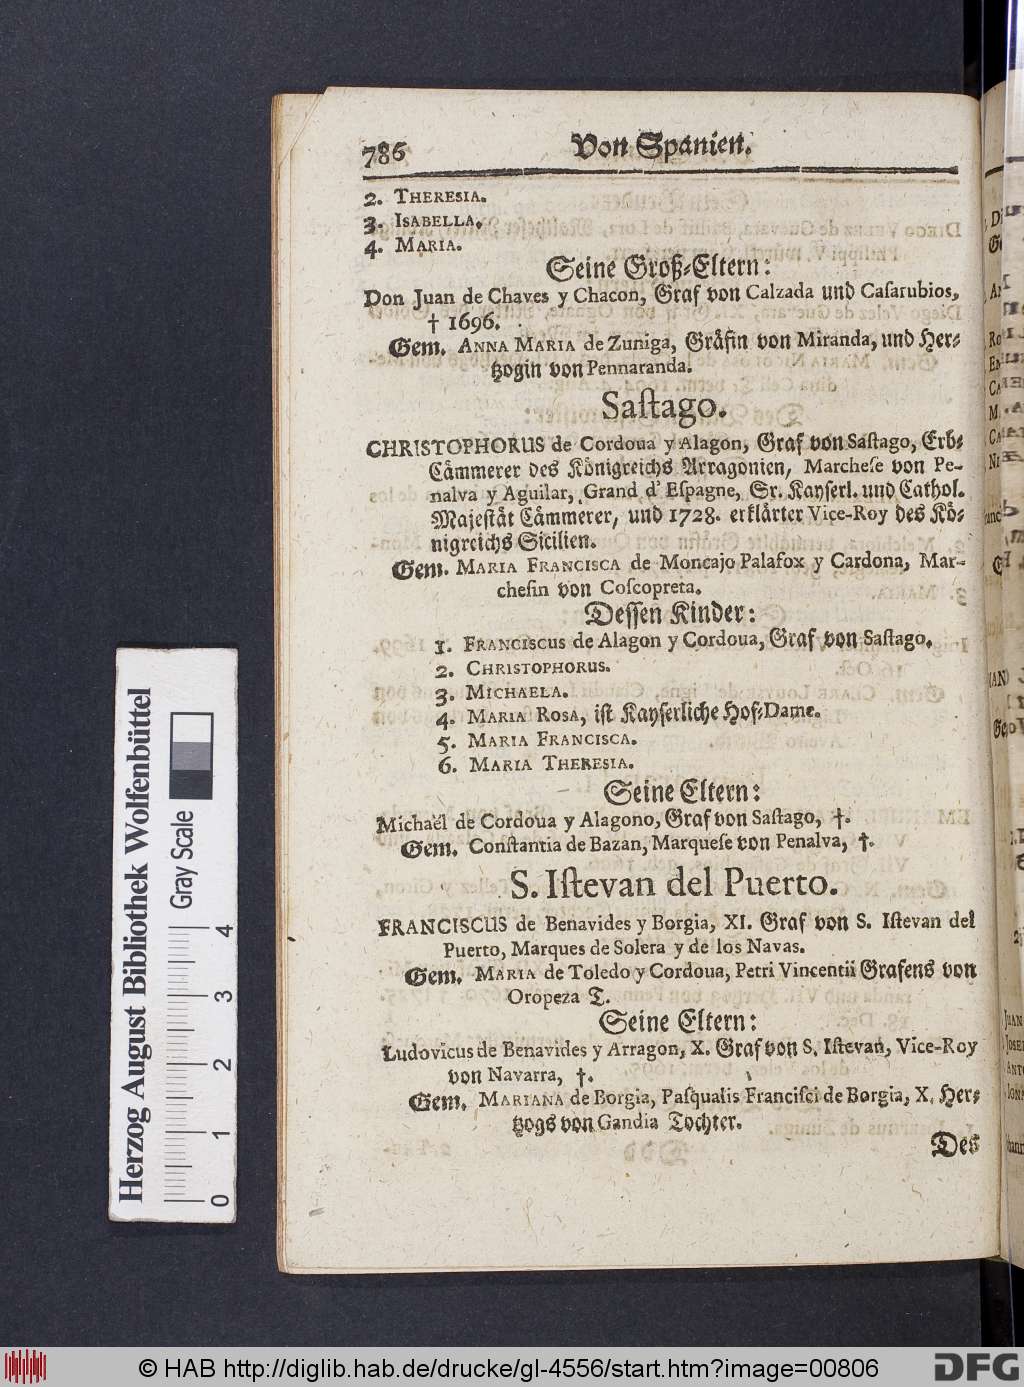 786 Von Spanien.
2. THERESIA.
3. ISABELLA.
4. MARIA.
Seine Groß-Eltern:
Don Juan de Chaves y Chacon, Graf von Calzada und Casarubios,
† 1696.
Gem. ANNA MARIA de Zuniga, Gräfin von Miranda, und Her-
tzogin von Pennaranda.
Saſtago.
CHRISTOPHORUS de Cordoua y Alagon, Graf von Saſtago, Erb-
Cämmerer des Königreichs Arragonien, Marcheſe von Pe-
nalva y Aguilar, Grand d' Eſpagne, Sr. Kayſerl. und Cathol.
Majeſtät Cämmerer, und 1728. erklärter Vice-Roy des Kö-
nigreichs Sicilien.
Gem. MARIA FRANCISCA de Moncajo Palafox y Cardona, Mar-
cheſin von Coſcopreta.
Deſſen Kinder:
1. FRANCISCUS de Alagon y Cordoua, Graf von Saſtago.
2. CHRISTOPHORUS.
3. MICHAELA.
4. MARIA ROSA, iſt Kayſerliche Hof-Dame.
5. MARIA FRANCISCA.
6. MARIA THERESIA.
Seine Eltern:
Michaël de Cordoua y Alagono, Graf von Saſtago, †.
Gem. Conſtantia de Bazan, Marqueſe von Penalva, †.
S. Iſtevan del Puerto.
FRANCISCUS de Benavides y Borgia, XI. Graf von S. Iſtevan del
Puerto, Marques de Solera y de los Navas.
Gem. MARIA de Toledo y Cordoua, Petri Vincentii Grafens von
Oropeza T.
Seine Eltern:
Ludovicus de Benavides y Arragon, X. Graf von S. Iſtevan, Vice-Roy
von Navarra, †.
Gem. MARIANA de Borgia, Paſqualis Franciſci de Borgia, X. Her-
tzogs von Gandia Tochter.
Des
Herzog August Bibliothek Wolfenbüttel
Gray Scale
0 1 2 3 4
© HAB http://diglib.hab.de/drucke/gl-4556/start.htm?image=00806
DFG